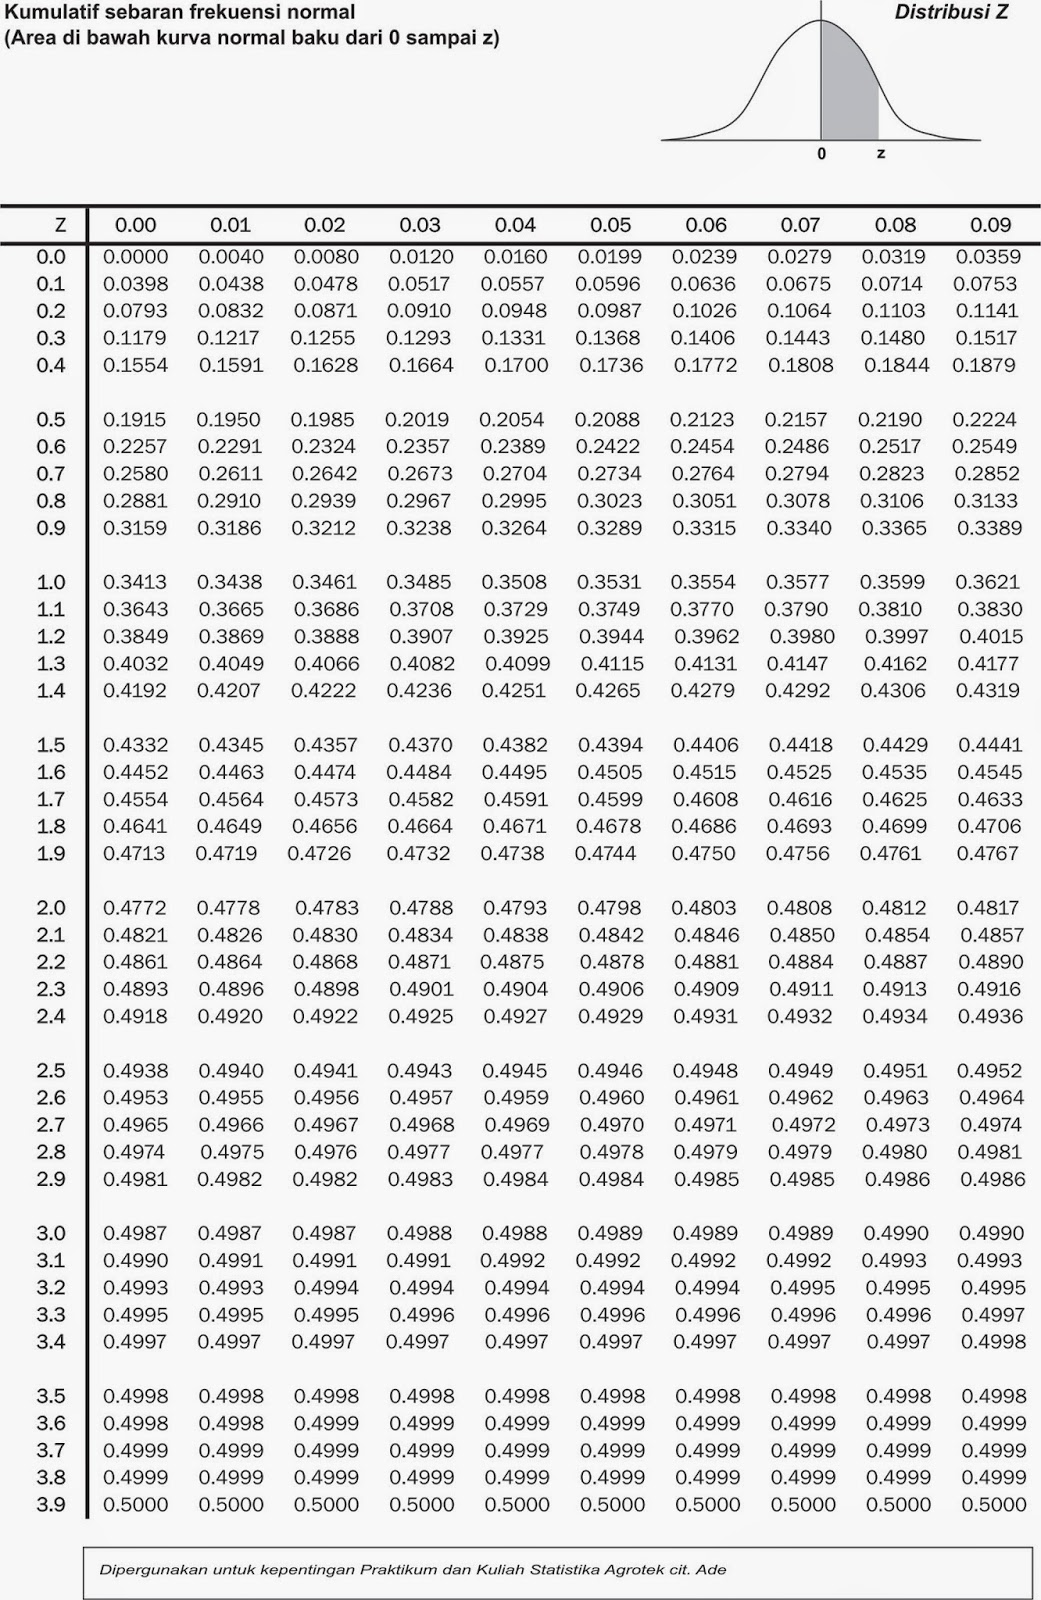 Kumulatif sebaran frekuensi normal
(Area di bawah kurva normal baku dari 0 sampai z)
Distribusi Z
0 z
Z 0.00 0.01 0.02 0.03 0.04 0.05 0.06 0.07 0.08 0.09
0.0 0.0000 0.0040 0.0080 0.0120 0.0160 0.0199 0.0239 0.0279 0.0319 0.0359
0.1 0.0398 0.0438 0.0478 0.0517 0.0557 0.0596 0.0636 0.0675 0.0714 0.0753
0.2 0.0793 0.0832 0.0871 0.0910 0.0948 0.0987 0.1026 0.1064 0.1103 0.1141
0.3 0.1179 0.1217 0.1255 0.1293 0.1331 0.1368 0.1406 0.1443 0.1480 0.1517
0.4 0.1554 0.1591 0.1628 0.1664 0.1700 0.1736 0.1772 0.1808 0.1844 0.1879
0.5 0.1915 0.1950 0.1985 0.2019 0.2054 0.2088 0.2123 0.2157 0.2190 0.2224
0.6 0.2257 0.2291 0.2324 0.2357 0.2389 0.2422 0.2454 0.2486 0.2517 0.2549
0.7 0.2580 0.2611 0.2642 0.2673 0.2704 0.2734 0.2764 0.2794 0.2823 0.2852
0.8 0.2881 0.2910 0.2939 0.2967 0.2995 0.3023 0.3051 0.3078 0.3106 0.3133
0.9 0.3159 0.3186 0.3212 0.3238 0.3264 0.3289 0.3315 0.3340 0.3365 0.3389
1.0 0.3413 0.3438 0.3461 0.3485 0.3508 0.3531 0.3554 0.3577 0.3599 0.3621
1.1 0.3643 0.3665 0.3686 0.3708 0.3729 0.3749 0.3770 0.3790 0.3810 0.3830
1.2 0.3849 0.3869 0.3888 0.3907 0.3925 0.3944 0.3962 0.3980 0.3997 0.4015
1.3 0.4032 0.4049 0.4066 0.4082 0.4099 0.4115 0.4131 0.4147 0.4162 0.4177
1.4 0.4192 0.4207 0.4222 0.4236 0.4251 0.4265 0.4279 0.4292 0.4306 0.4319
1.5 0.4332 0.4345 0.4357 0.4370 0.4382 0.4394 0.4406 0.4418 0.4429 0.4441
1.6 0.4452 0.4463 0.4474 0.4484 0.4495 0.4505 0.4515 0.4525 0.4535 0.4545
1.7 0.4554 0.4564 0.4573 0.4582 0.4591 0.4599 0.4608 0.4616 0.4625 0.4633
1.8 0.4641 0.4649 0.4656 0.4664 0.4671 0.4678 0.4686 0.4693 0.4699 0.4706
1.9 0.4713 0.4719 0.4726 0.4732 0.4738 0.4744 0.4750 0.4756 0.4761 0.4767
2.0 0.4772 0.4778 0.4783 0.4788 0.4793 0.4798 0.4803 0.4808 0.4812 0.4817
2.1 0.4821 0.4826 0.4830 0.4834 0.4838 0.4842 0.4846 0.4850 0.4854 0.4857
2.2 0.4861 0.4864 0.4868 0.4871 0.4875 0.4878 0.4881 0.4884 0.4887 0.4890
2.3 0.4893 0.4896 0.4898 0.4901 0.4904 0.4906 0.4909 0.4911 0.4913 0.4916
2.4 0.4918 0.4920 0.4922 0.4925 0.4927 0.4929 0.4931 0.4932 0.4934 0.4936
2.5 0.4938 0.4940 0.4941 0.4943 0.4945 0.4946 0.4948 0.4949 0.4951 0.4952
2.6 0.4953 0.4955 0.4956 0.4957 0.4959 0.4960 0.4961 0.4962 0.4963 0.4964
2.7 0.4965 0.4966 0.4967 0.4968 0.4969 0.4970 0.4971 0.4972 0.4973 0.4974
2.8 0.4974 0.4975 0.4976 0.4977 0.4977 0.4978 0.4979 0.4979 0.4980 0.4981
2.9 0.4981 0.4982 0.4982 0.4983 0.4984 0.4984 0.4985 0.4985 0.4986 0.4986
3.0 0.4987 0.4987 0.4987 0.4988 0.4988 0.4989 0.4989 0.4989 0.4990 0.4990
3.1 0.4990 0.4991 0.4991 0.4991 0.4992 0.4992 0.4992 0.4992 0.4993 0.4993
3.2 0.4993 0.4993 0.4994 0.4994 0.4994 0.4994 0.4994 0.4995 0.4995 0.4995
3.3 0.4995 0.4995 0.4995 0.4996 0.4996 0.4996 0.4996 0.4996 0.4996 0.4997
3.4 0.4997 0.4997 0.4997 0.4997 0.4997 0.4997 0.4997 0.4997 0.4997 0.4998
3.5 0.4998 0.4998 0.4998 0.4998 0.4998 0.4998 0.4998 0.4998 0.4998 0.4998
3.6 0.4998 0.4998 0.4999 0.4999 0.4999 0.4999 0.4999 0.4999 0.4999 0.4999
3.7 0.4999 0.4999 0.4999 0.4999 0.4999 0.4999 0.4999 0.4999 0.4999 0.4999
3.8 0.4999 0.4999 0.4999 0.4999 0.4999 0.4999 0.4999 0.4999 0.4999 0.4999
3.9 0.5000 0.5000 0.5000 0.5000 0.5000 0.5000 0.5000 0.5000 0.5000 0.5000
Dipergunakan untuk kepentingan Praktikum dan Kuliah Statistika Agrotek cit. Ade